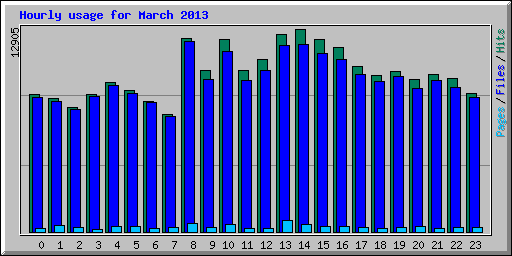 Hourly usage for March 2013
12905
Pages/Files/Hits
0 1 2 3 4 5 6 7 8 9 10 11 12 13 14 15 16 17 18 19 20 21 22 23